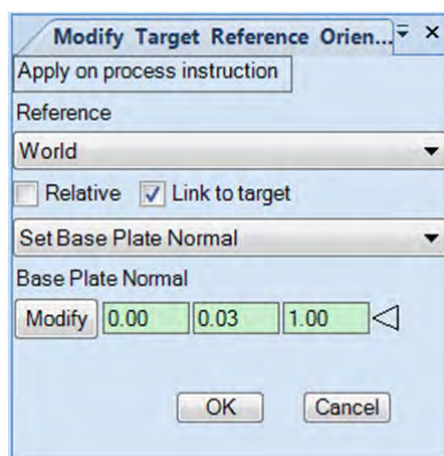 Modify Target Reference Orien...
Apply on process instruction
Reference
World
Relative Link to target
Set Base Plate Normal
Base Plate Normal
Modify 0.00 0.03 1.00
OK Cancel